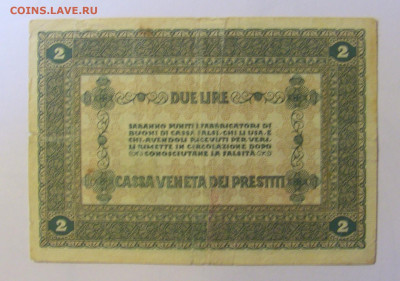 COINS.LAVE.RU
2 2
DUE LIRE
SARANNO PUNITI I FABBRICATORI DI
BUONI DI CASSA FALSI-CHI LI USA, E
CHI-AVENDOLI RICEVUTI PER VERI-
LI RIMETTE IN CIRCOLAZIONE DOPO
CONOSCIUTANE LA FALSITÀ
CASSA VENETA DEI PRESTITI
2 2